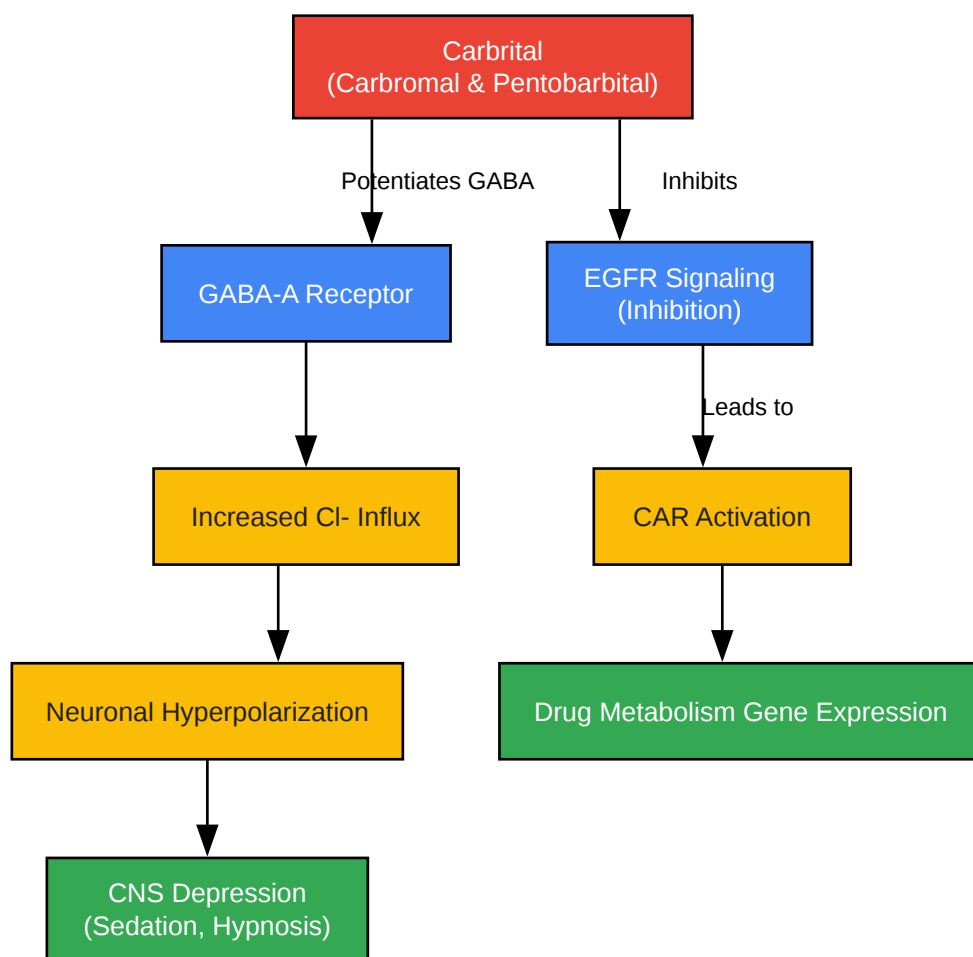 Carbrital
(Carbromal & Pentobarbital)
Potentiates GABA
Inhibits
GABA-A Receptor
EGFR Signaling
(Inhibition)
Leads to
Increased Cl- Influx
CAR Activation
Neuronal Hyperpolarization
Drug Metabolism Gene Expression
CNS Depression
(Sedation, Hypnosis)